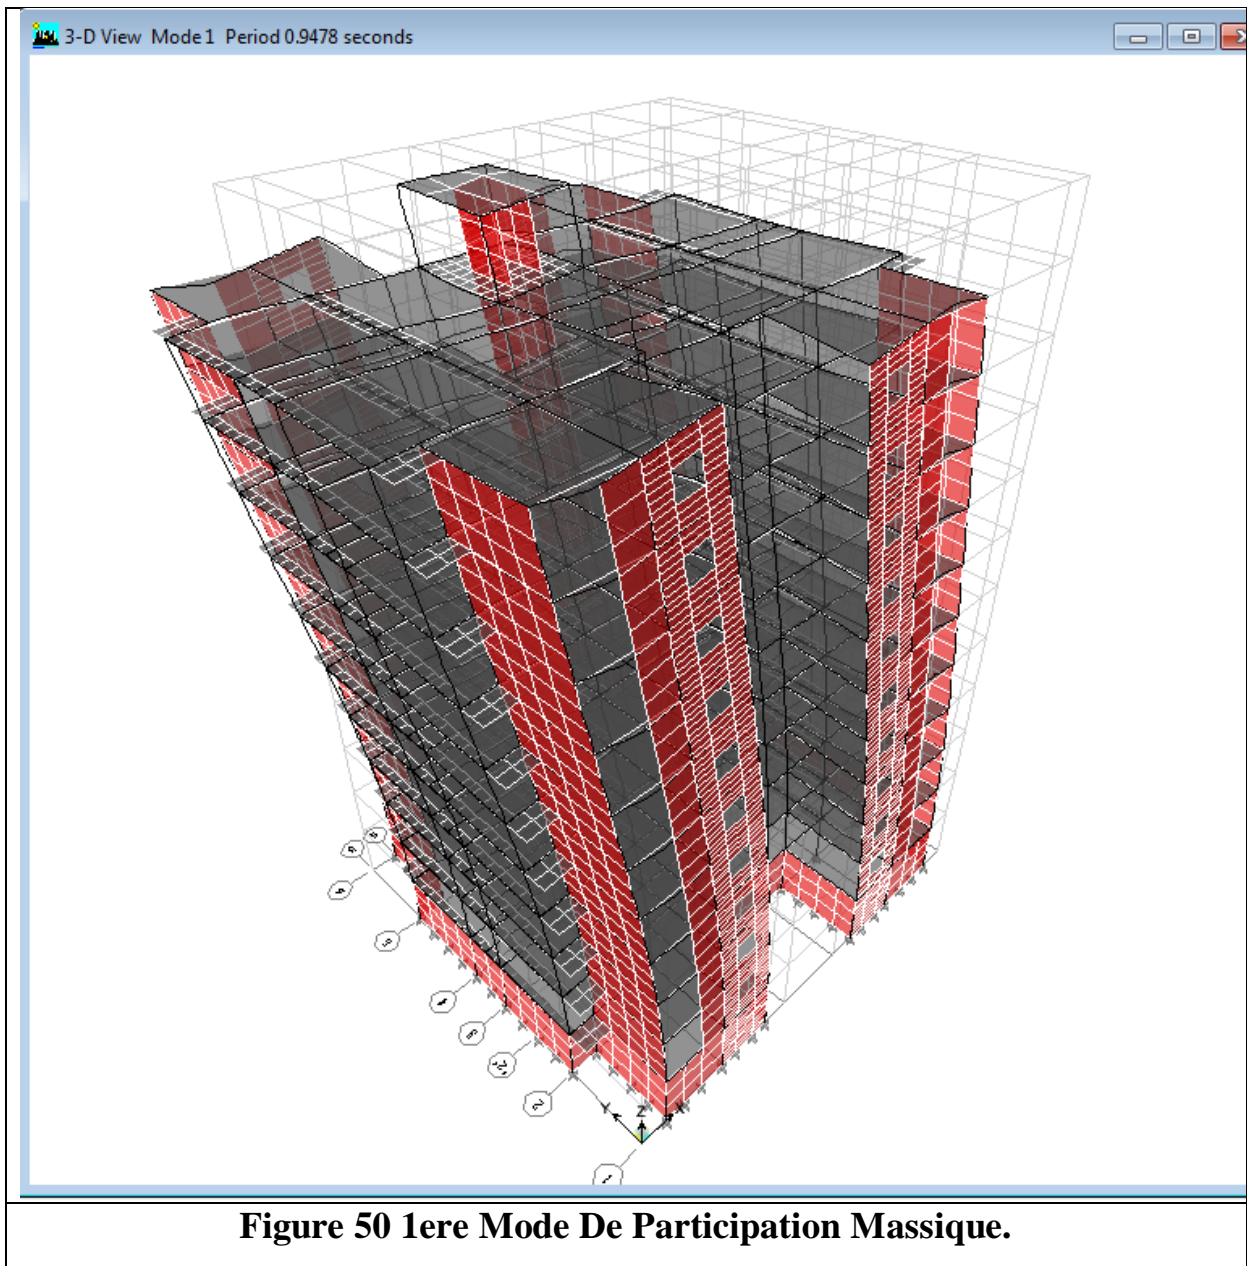 3-D View Mode 1 Period 0.9478 seconds
Y
Z
X
Figure 50 1ere Mode De Participation Massique.